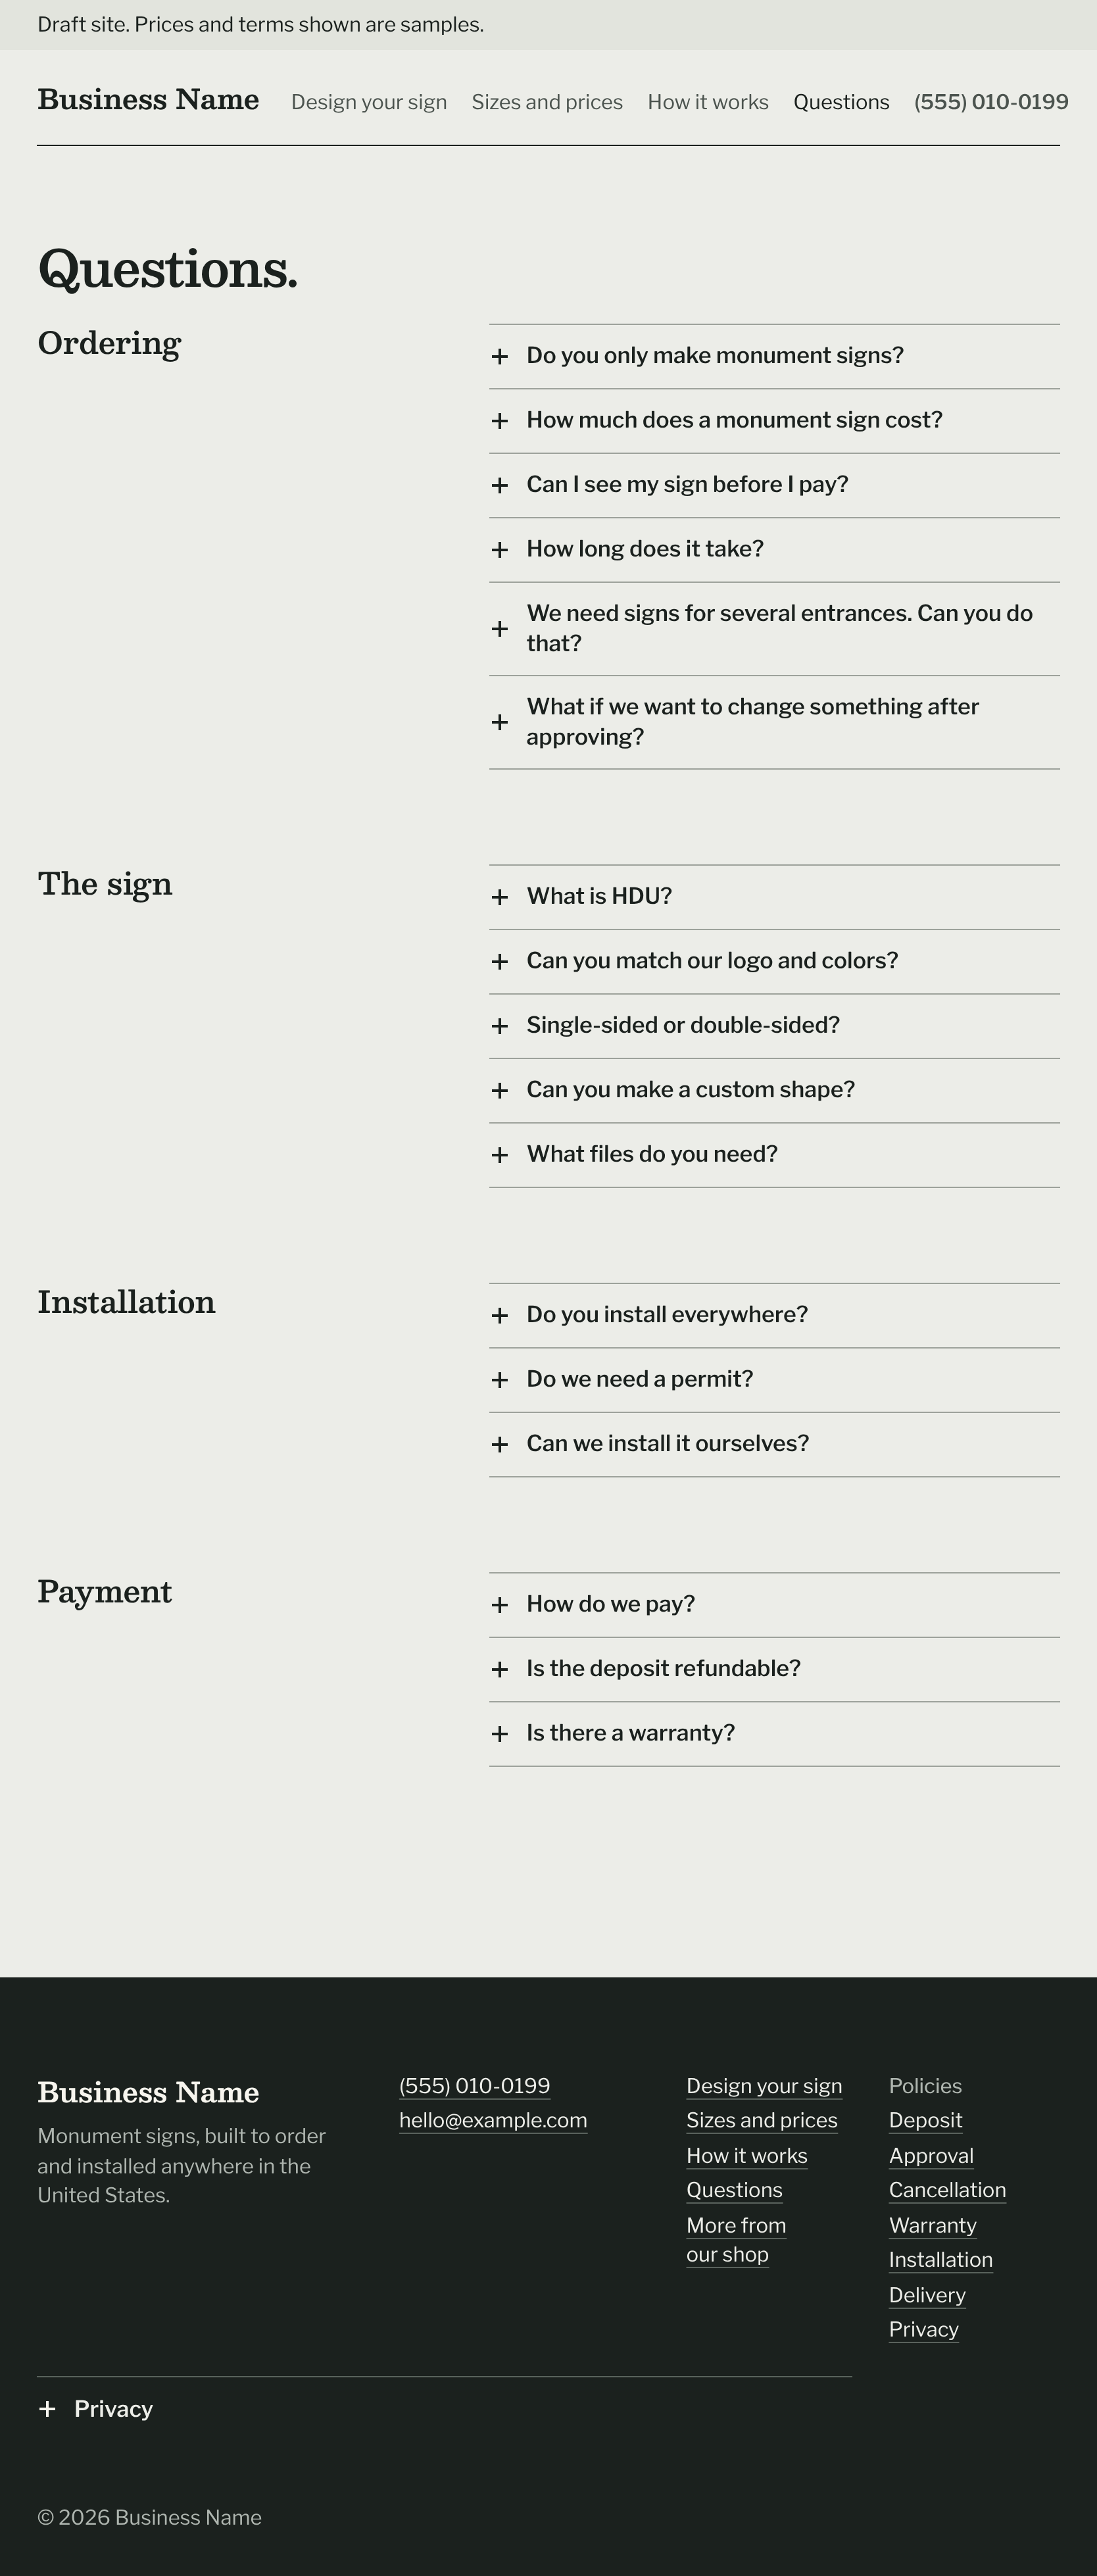 Draft site. Prices and terms shown are samples.
Business Name
Design your sign
Sizes and prices
How it works
Questions
(555) 010-0199
Questions.
Ordering
Do you only make monument signs?
How much does a monument sign cost?
Can I see my sign before I pay?
How long does it take?
We need signs for several entrances. Can you do
that?
What if we want to change something after
approving?
The sign
What is HDU?
Can you match our logo and colors?
Single-sided or double-sided?
Can you make a custom shape?
What files do you need?
Installation
Do you install everywhere?
Do we need a permit?
Can we install it ourselves?
Payment
How do we pay?
Is the deposit refundable?
Is there a warranty?
Business Name
Monument signs, built to order
and installed anywhere in the
United States.
(555) 010-0199
hello@example.com
Design your sign
Sizes and prices
How it works
Questions
More from
our shop
Policies
Deposit
Approval
Cancellation
Warranty
Installation
Delivery
Privacy
Privacy
© 2026 Business Name